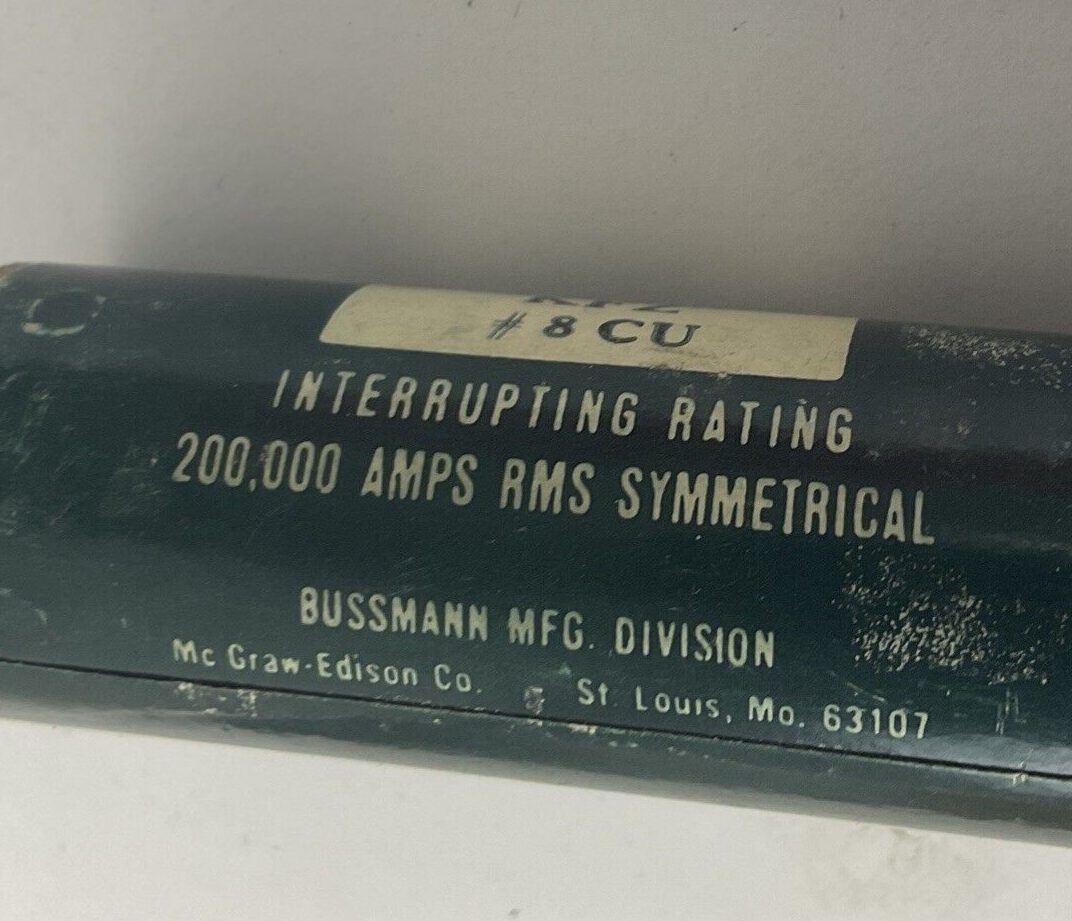 # 8 CU
INTERRUPTING RATING
200,000 AMPS RMS SYMMETRICAL
BUSSMANN MFG. DIVISION
Mc Graw-Edison Co. St. Louis, Mo. 63107